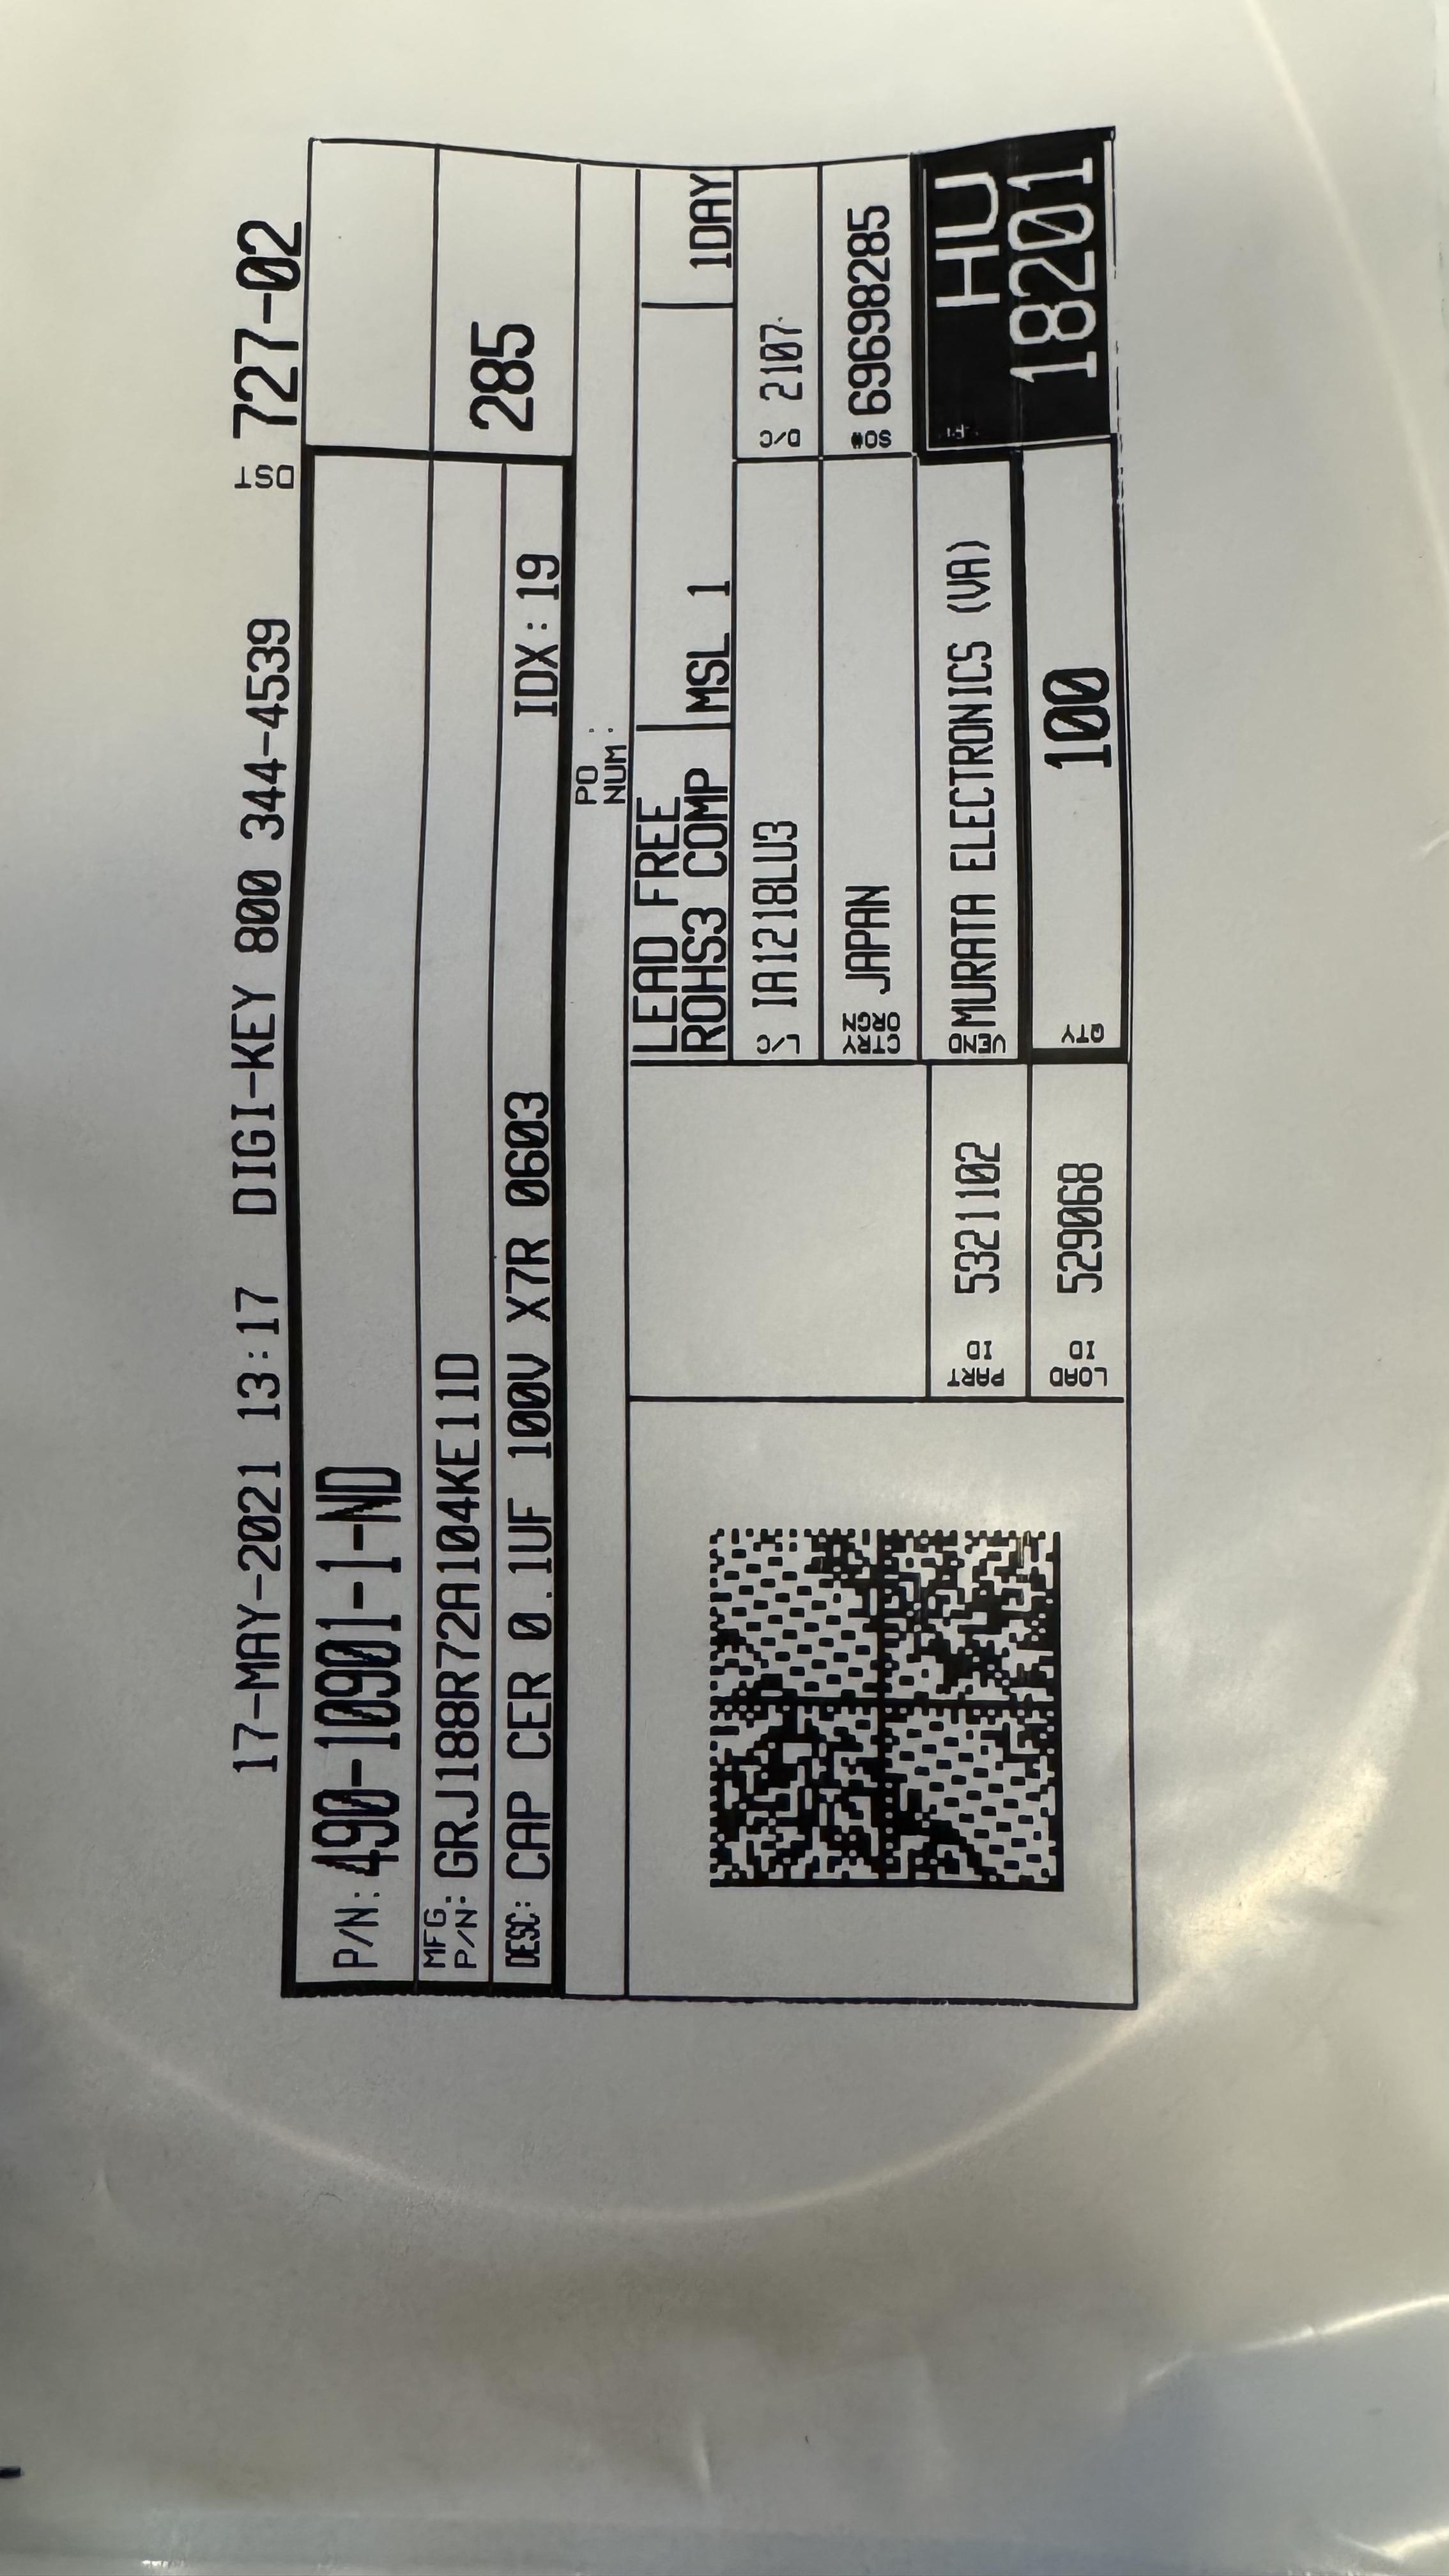 17-MAY-2021 13:17 DIGI-KEY 800 344-4539 DST 727-02
P/N: 490-10901-1-ND
MFG P/N: GRJ188R72A104KE11D
285
DESC: CAP CER 0.1UF 100V X7R 0603 IDX: 19
PO NUM:
LEAD FREE
ROHS3 COMP
MSL 1
1DAY
L/C IA1218LU3
D/C 2107
CTRY ORGN JAPAN
SO# 69698285
PART ID 5321102
VEND MURATA ELECTRONICS (VA)
HU
18201
LOAD ID 529068
QTY 100